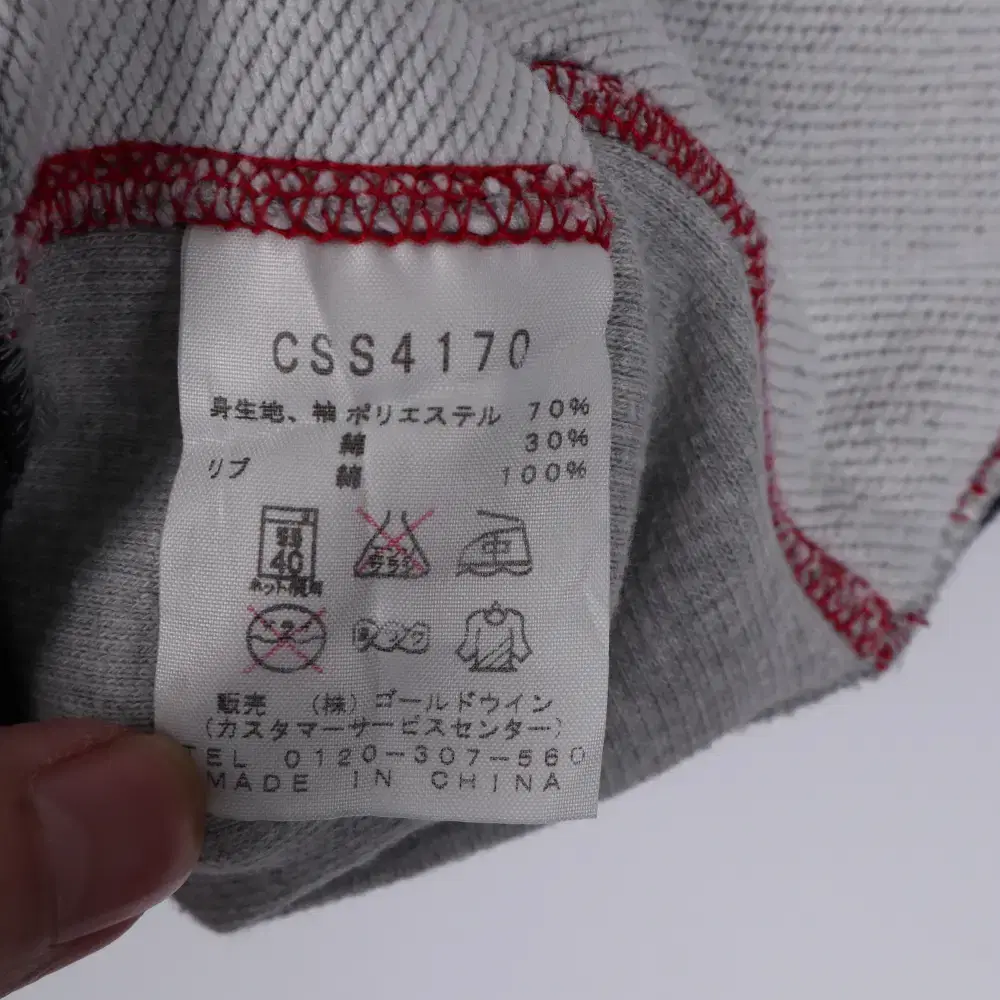 CSS4170
身生地、袖 ポリエステル 70%
綿 30%
リブ 綿 100%
40
中
販売 (株) ゴールドウイン
(カスタマーサービスセンター)
TEL 0120-307-560
MADE IN CHINA